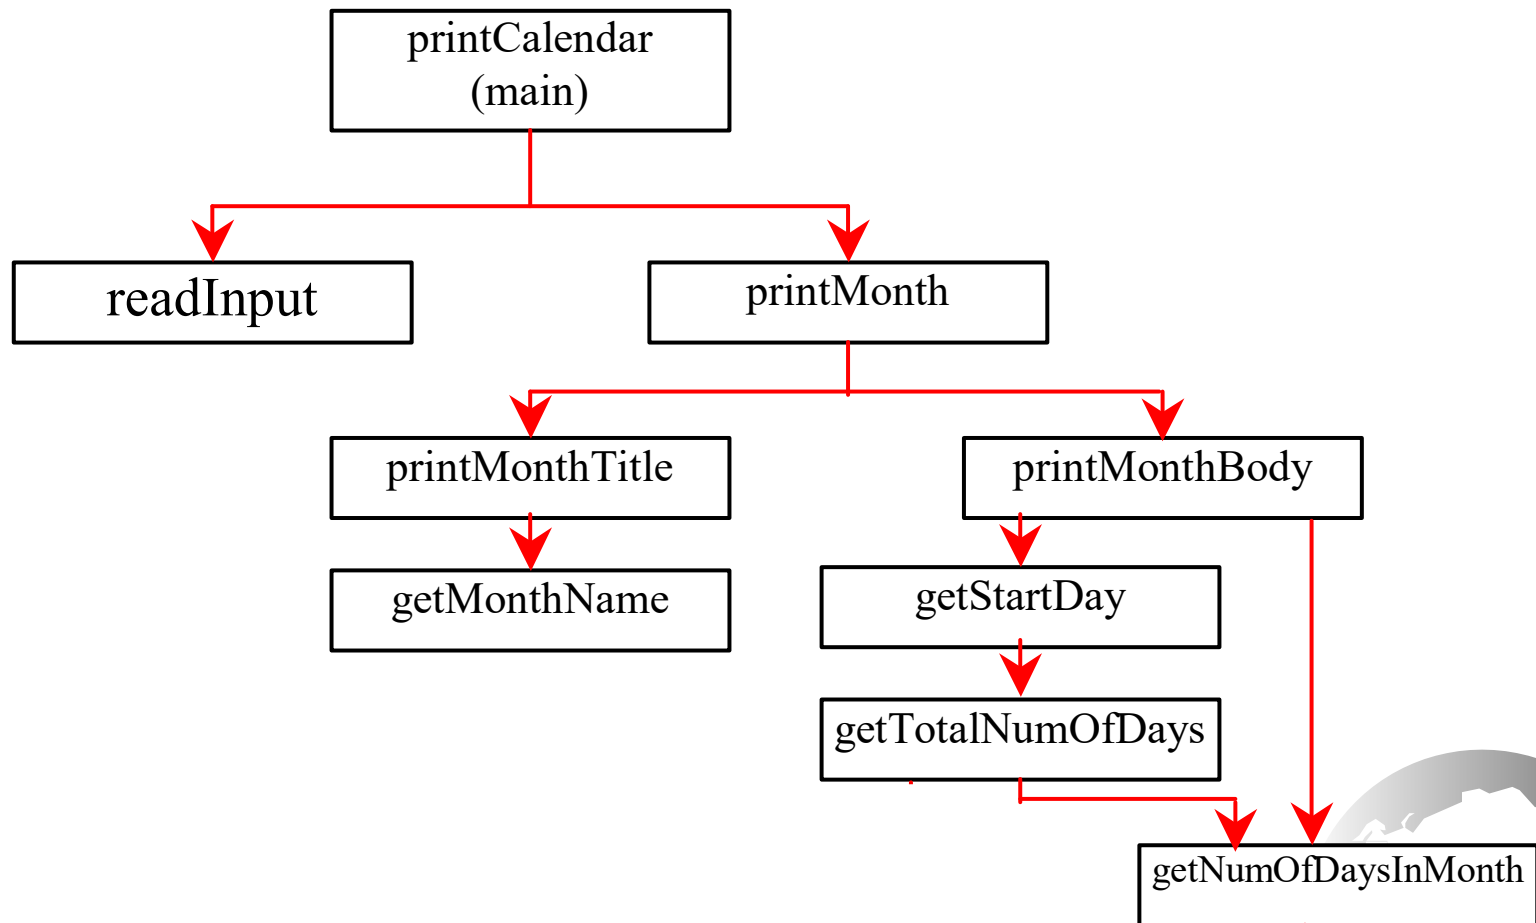 printCalendar
(main)
readInput
printMonth
printMonthTitle
printMonthBody
getMonthName
getStartDay
getTotalNumOfDays
getNumOfDaysInMonth